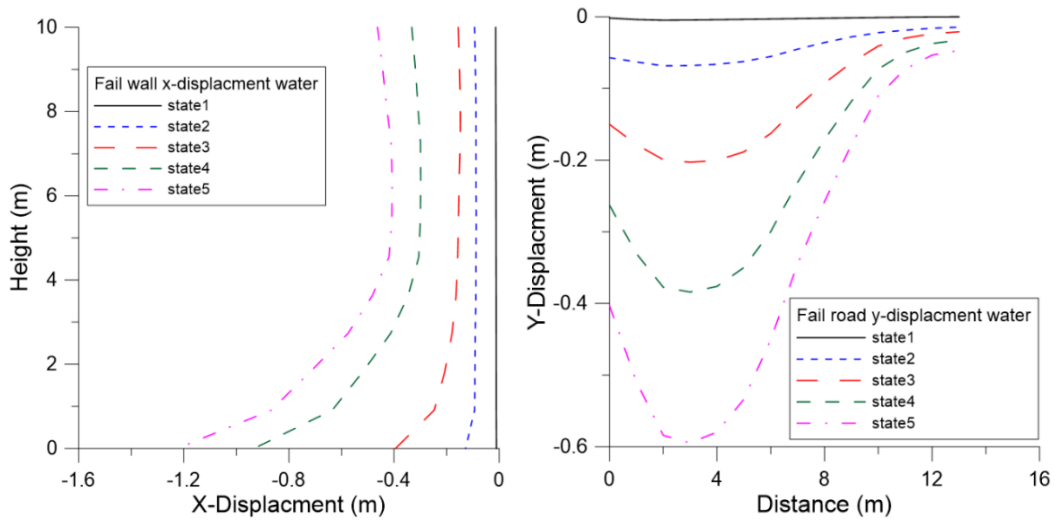 10
8
6
4
2
0
Height (m)
Fail wall x-displacment water
state1
state2
state3
state4
state5
-1.6
-1.2
-0.8
-0.4
0
X-Displacment (m)
0
-0.2
-0.4
-0.6
Y-Displacment (m)
Fail road y-displacment water
state1
state2
state3
state4
state5
0
4
8
12
16
Distance (m)